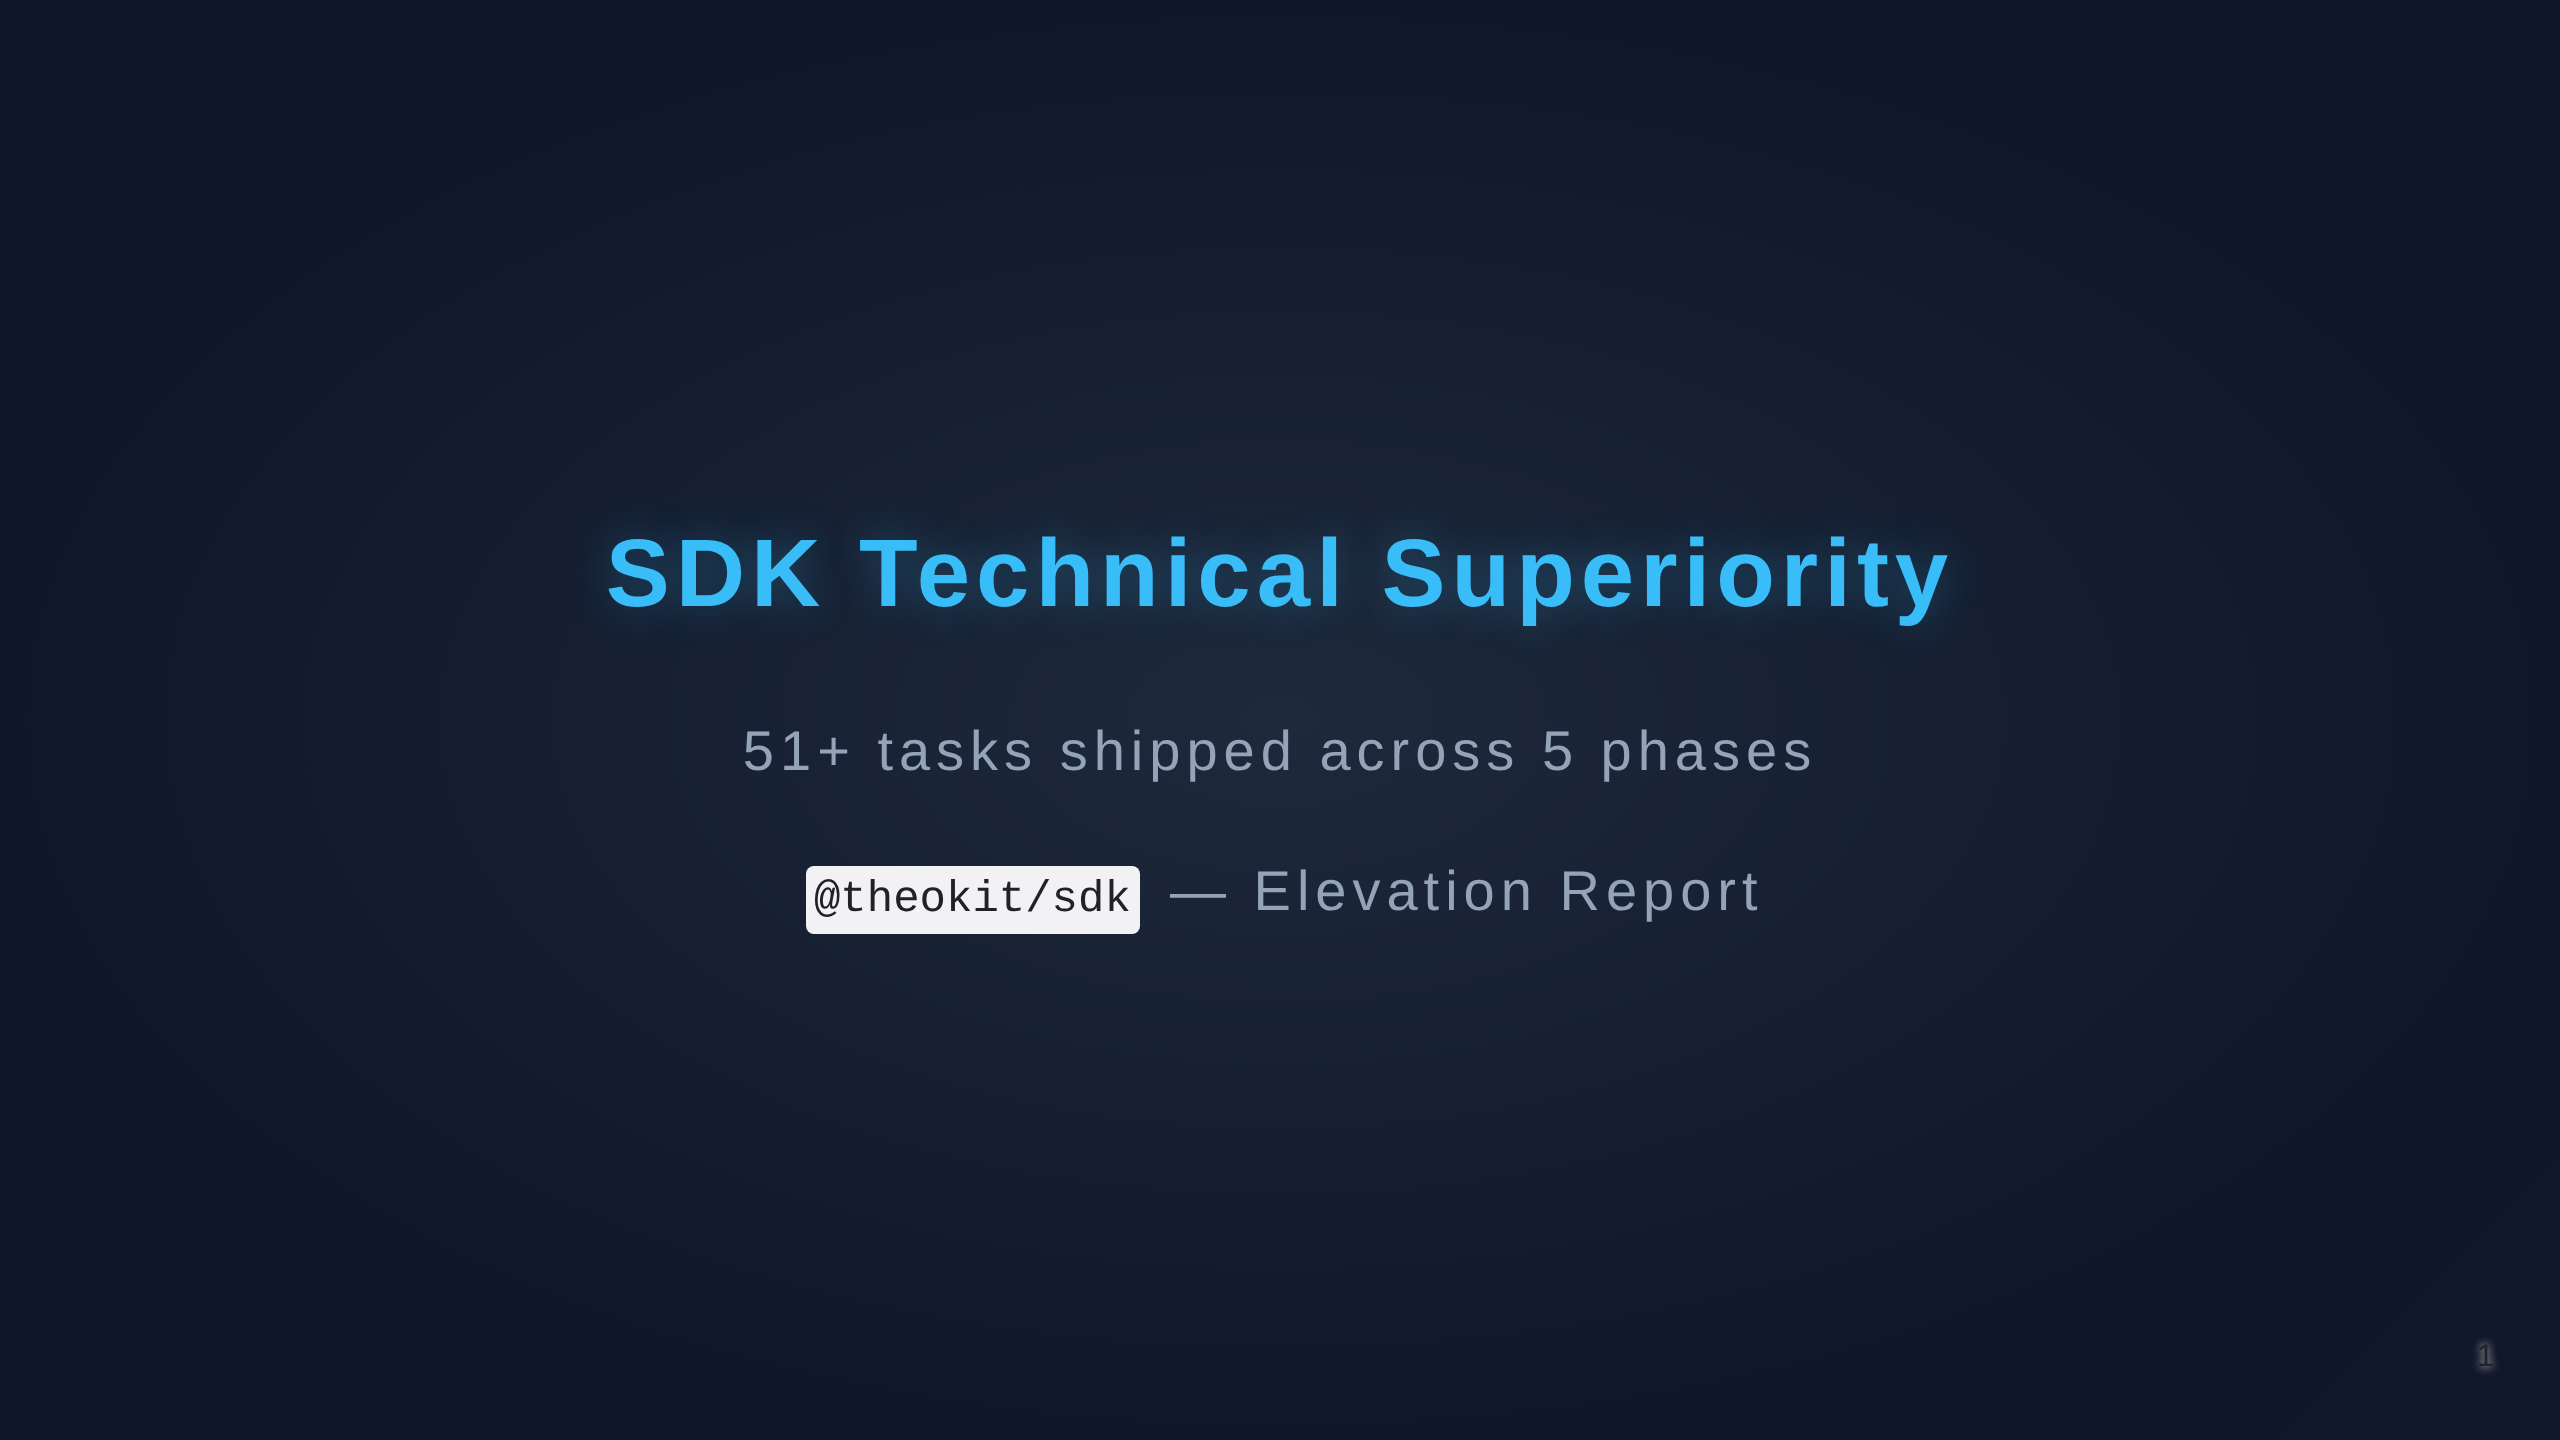 SDK Technical Superiority
51+ tasks shipped across 5 phases
@theokit/sdk — Elevation Report
1